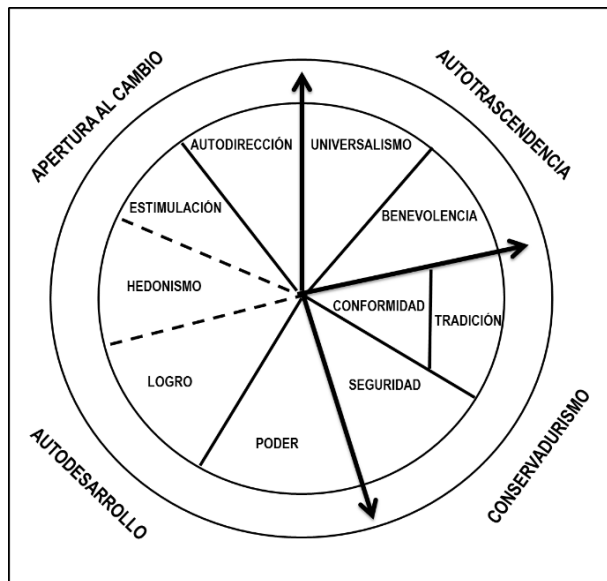 APERTURA AL CAMBIO
AUTOTRASCENDENCIA
AUTODIRECCIÓN
UNIVERSALISMO
ESTIMULACIÓN
BENEVOLENCIA
HEDONISMO
CONFORMIDAD
TRADICIÓN
LOGRO
SEGURIDAD
PODER
AUTODESARROLLO
CONSERVADURISMO